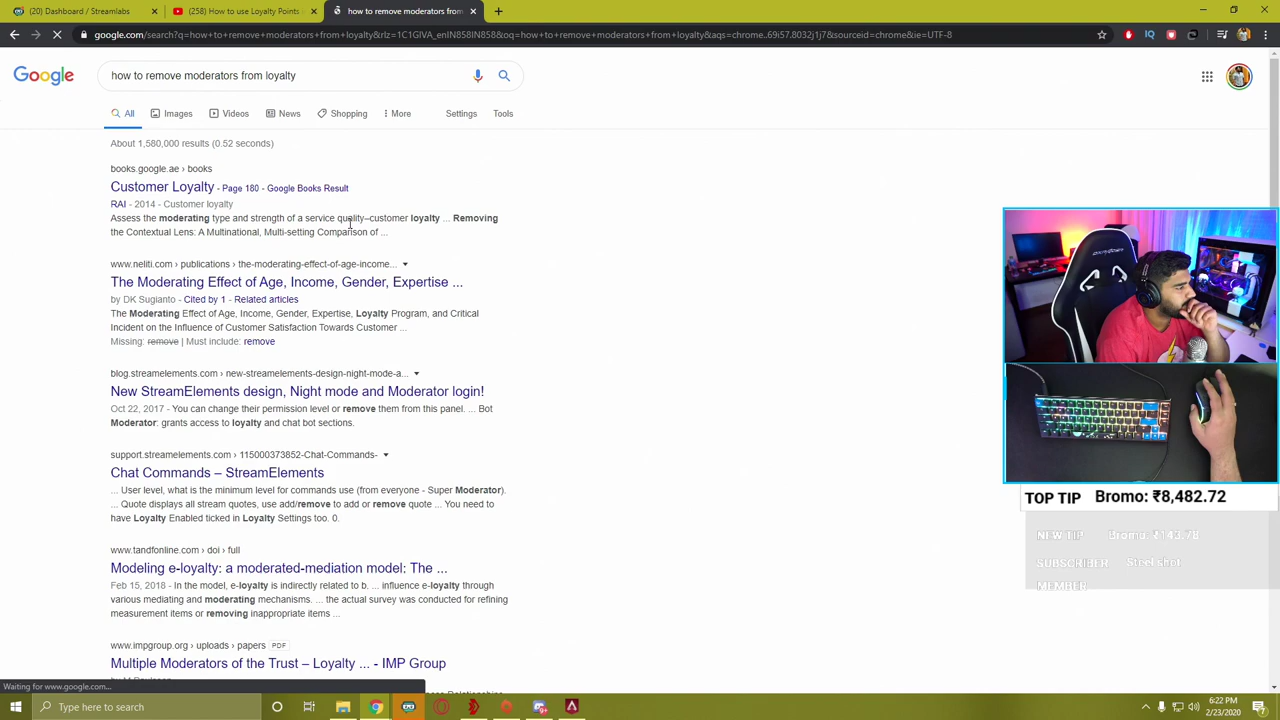 (20) Dashboard / Streamlabs
(258) How to use Loyalty Points.
how to remove moderators from
google.com/search?q=how+to+remove+moderators+from+loyalty&rlz=1C1GIVA_enIN858IN858&oq=how+to+remove+moderators+from+loyalty&aqs=chrome..69i57.8032j1j7&sourceid=chrome&ie=UTF-8
Google
how to remove moderators from loyalty
All
Images
Videos
News
Shopping
More
Settings
Tools
About 1,580,000 results (0.52 seconds)
books.google.ae › books
Customer Loyalty - Page 180 - Google Books Result
RAI - 2014 - Customer loyalty
Assess the moderating type and strength of a service quality–customer loyalty ... Removing
the Contextual Lens: A Multinational, Multi-setting Comparison of ...
www.neliti.com › publications › the-moderating-effect-of-age-income...
The Moderating Effect of Age, Income, Gender, Expertise ...
by DK Sugianto - Cited by 1 - Related articles
The Moderating Effect of Age, Income, Gender, Expertise, Loyalty Program, and Critical
Incident on the Influence of Customer Satisfaction Towards Customer ...
Missing: remove | Must include: remove
blog.streamelements.com › new-streamelements-design-night-mode-a...
New StreamElements design, Night mode and Moderator login!
Oct 22, 2017 - You can change their permission level or remove them from this panel. ... Bot
Moderator: grants access to loyalty and chat bot sections.
support.streamelements.com › 115000373852-Chat-Commands-
Chat Commands – StreamElements
... User level, what is the minimum level for commands use (from everyone - Super Moderator).
... Quote displays all stream quotes, use add/remove to add or remove quote ... You need to
have Loyalty Enabled ticked in Loyalty Settings too. 0.
www.tandfonline.com › doi › full
Modeling e-loyalty: a moderated-mediation model: The ...
Feb 15, 2018 - In the model, e-loyalty is indirectly related to b. ... influence e-loyalty through
various mediating and moderating mechanisms. ... the actual survey was conducted for refining
measurement items or removing inappropriate items ...
www.impgroup.org › uploads › papers PDF
Multiple Moderators of the Trust – Loyalty ... - IMP Group
Waiting for www.google.com...
TOP TIP Bromo: ₹8,482.72
NEW TIP Bromo: ₹143.78
SUBSCRIBER Steel shot
MEMBER
Type here to search
6:22 PM
2/23/2020